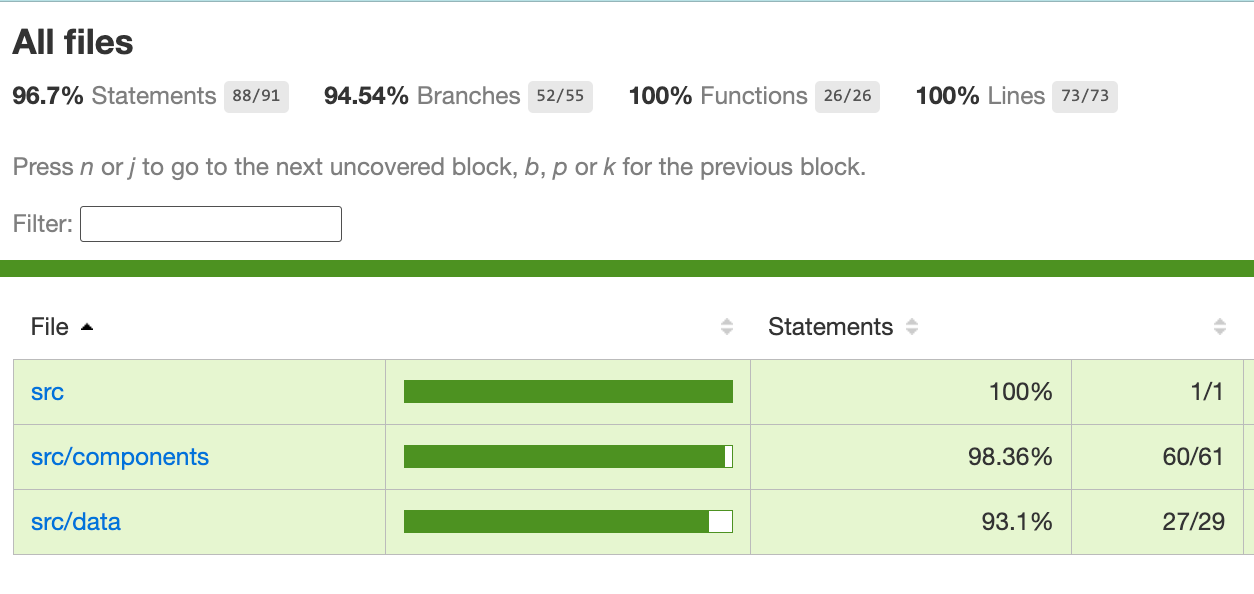 All files
96.7% Statements 88/91 94.54% Branches 52/55 100% Functions 26/26 100% Lines 73/73
Press n or j to go to the next uncovered block, b, p or k for the previous block.
Filter:
File Statements
src 100% 1/1
src/components 98.36% 60/61
src/data 93.1% 27/29